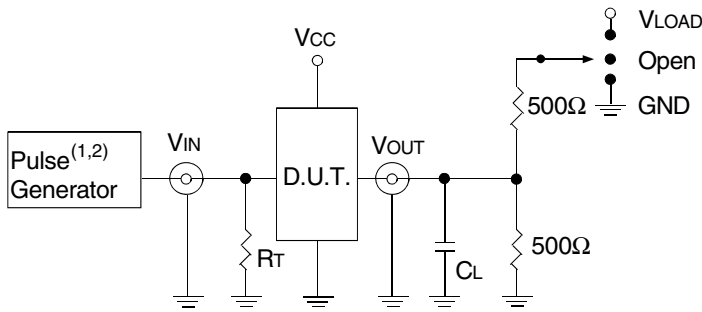 VLOAD
VCC
Open
500Ω
GND
Pulse(1,2)
Generator
VIN
D.U.T.
VOUT
RT
CL
500Ω